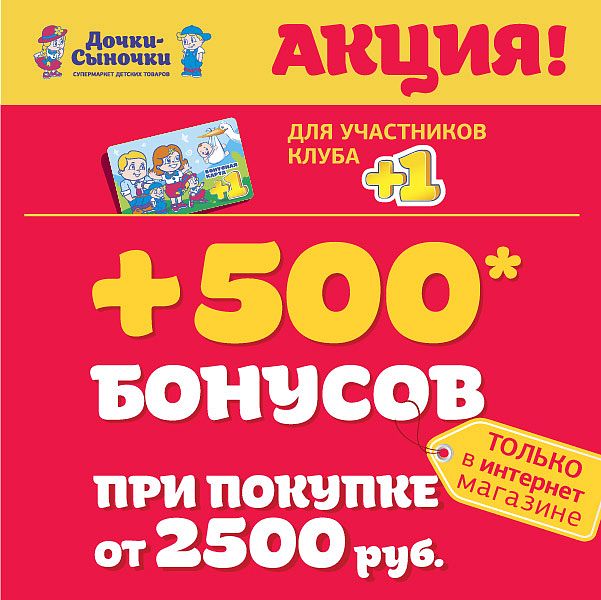 Дочки-
Сыночки
СУПЕРМАРКЕТ ДЕТСКИХ ТОВАРОВ
АКЦИЯ!
ДЛЯ УЧАСТНИКОВ
КЛУБА +1
БОНУСНАЯ
КАРТА +1
+500*
БОНУСОВ
ТОЛЬКО
в интернет
магазине
ПРИ ПОКУПКЕ
от 2500 руб.